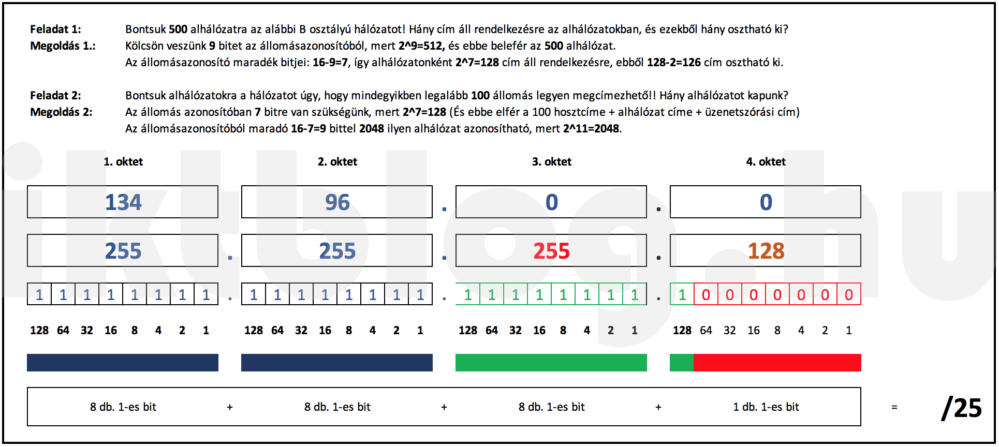 Feladat 1: Bontsuk 500 alhálózatra az alábbi B osztályú hálózatot! Hány cím áll rendelkezésre az alhálózatokban, és ezekből hány osztható ki?
Megoldás 1.: Kölcsön veszünk 9 bitet az állomásazonosítóból, mert 2^9=512, és ebbe belefér az 500 alhálózat.
Az állomásazonosító maradék bitjei: 16-9=7, így alhálózatonként 2^7=128 cím áll rendelkezésre, ebből 128-2=126 cím osztható ki.
Feladat 2: Bontsuk alhálózatokra a hálózatot úgy, hogy mindegyikben legalább 100 állomás legyen megcímezhető!! Hány alhálózatot kapunk?
Megoldás 2: Az állomás azonosítóban 7 bitre van szükségünk, mert 2^7=128 (És ebbe elfér a 100 hosztcíme + alhálózat címe + üzenetszórási cím)
Az állomásazonosítóból maradó 16-7=9 bittel 2048 ilyen alhálózat azonosítható, mert 2^11=2048.
1. oktet 2. oktet 3. oktet 4. oktet
134 96 . 0 . 0
255 . 255 . 255 . 128
1 1 1 1 1 1 1 1 . 1 1 1 1 1 1 1 1 . 1 1 1 1 1 1 1 1 . 1 0 0 0 0 0 0 0
128 64 32 16 8 4 2 1 128 64 32 16 8 4 2 1 128 64 32 16 8 4 2 1 128 64 32 16 8 4 2 1
8 db. 1-es bit + 8 db. 1-es bit + 8 db. 1-es bit + 1 db. 1-es bit = /25
iktblog.hu